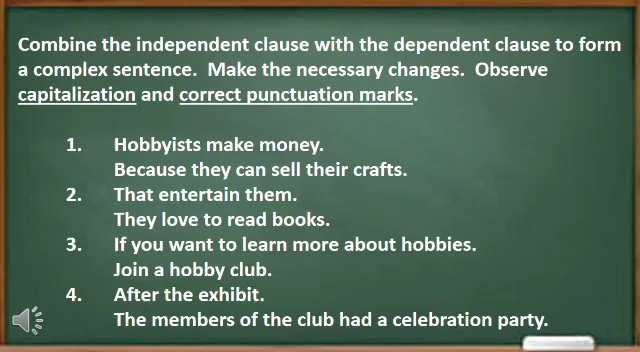 Combine the independent clause with the dependent clause to form
a complex sentence. Make the necessary changes. Observe
capitalization and correct punctuation marks.
1. Hobbyists make money.
Because they can sell their crafts.
2. That entertain them.
They love to read books.
3. If you want to learn more about hobbies.
Join a hobby club.
4. After the exhibit.
The members of the club had a celebration party.